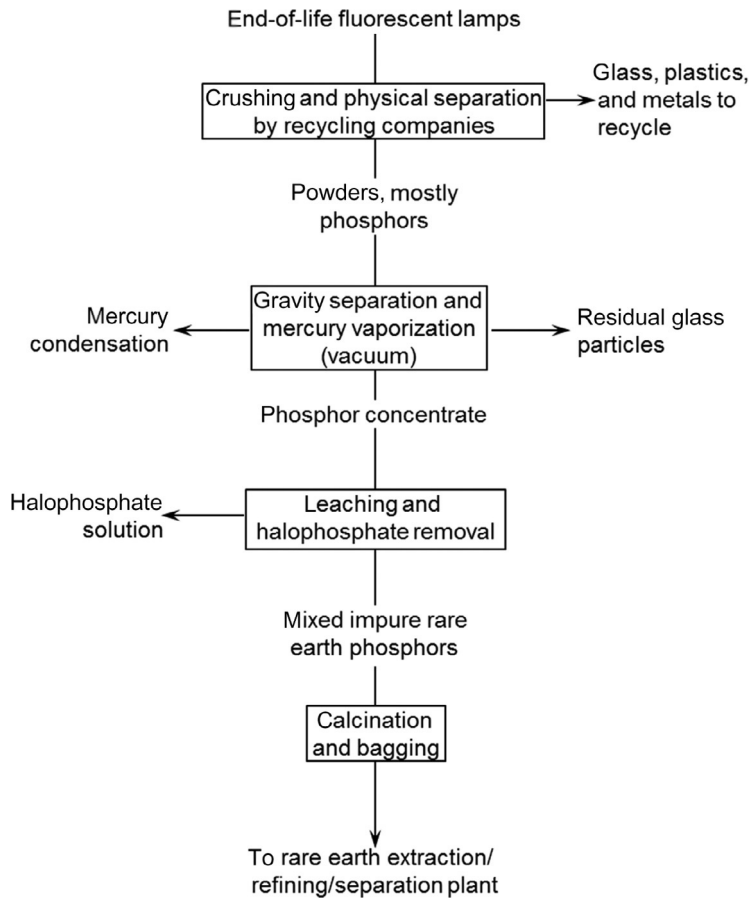 End-of-life fluorescent lamps
Crushing and physical separation
by recycling companies
Glass, plastics,
and metals to
recycle
Powders, mostly
phosphors
Mercury
condensation
Gravity separation and
mercury vaporization
(vacuum)
Residual glass
particles
Phosphor concentrate
Halophosphate
solution
Leaching and
halophosphate removal
Mixed impure rare
earth phosphors
Calcination
and bagging
To rare earth extraction/
refining/separation plant